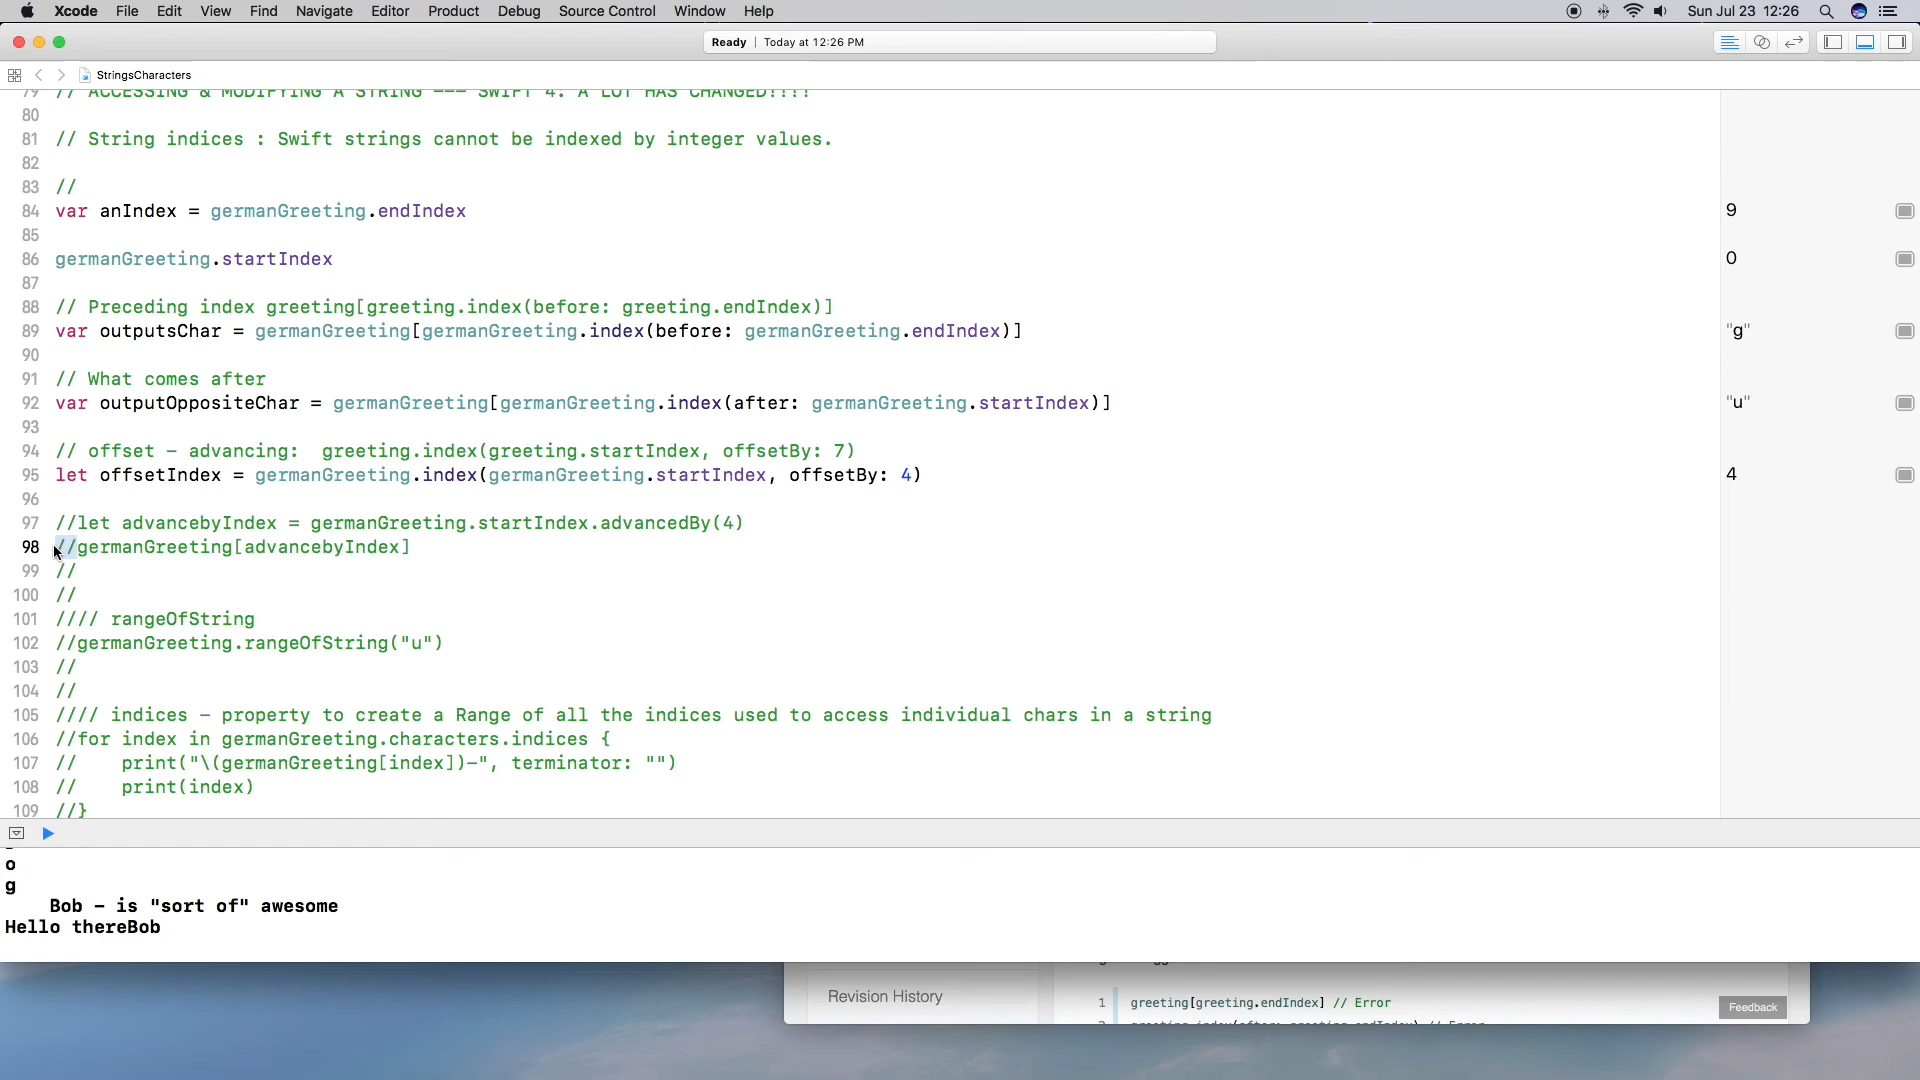 Xcode File Edit View Find Navigate Editor Product Debug Source Control Window Help Sun Jul 23 12:26
Ready | Today at 12:26 PM
StringsCharacters
79 // ACCESSING & MODIFYING A STRING --- SWIFT 4. A LOT HAS CHANGED!!!!
80
81 // String indices : Swift strings cannot be indexed by integer values.
82
83 //
84 var anIndex = germanGreeting.endIndex 9
85
86 germanGreeting.startIndex 0
87
88 // Preceding index greeting[greeting.index(before: greeting.endIndex)]
89 var outputsChar = germanGreeting[germanGreeting.index(before: germanGreeting.endIndex)] "g"
90
91 // What comes after
92 var outputOppositeChar = germanGreeting[germanGreeting.index(after: germanGreeting.startIndex)] "u"
93
94 // offset - advancing:  greeting.index(greeting.startIndex, offsetBy: 7)
95 let offsetIndex = germanGreeting.index(germanGreeting.startIndex, offsetBy: 4) 4
96
97 //let advancebyIndex = germanGreeting.startIndex.advancedBy(4)
98 //germanGreeting[advancebyIndex]
99 //
100 //
101 //// rangeOfString
102 //germanGreeting.rangeOfString("u")
103 //
104 //
105 //// indices - property to create a Range of all the indices used to access individual chars in a string
106 //for index in germanGreeting.characters.indices {
107 //    print("\(germanGreeting[index])-", terminator: "")
108 //    print(index)
109 //}
o
g
Bob - is "sort of" awesome
Hello thereBob
Revision History
1 greeting[greeting.endIndex] // Error
Feedback